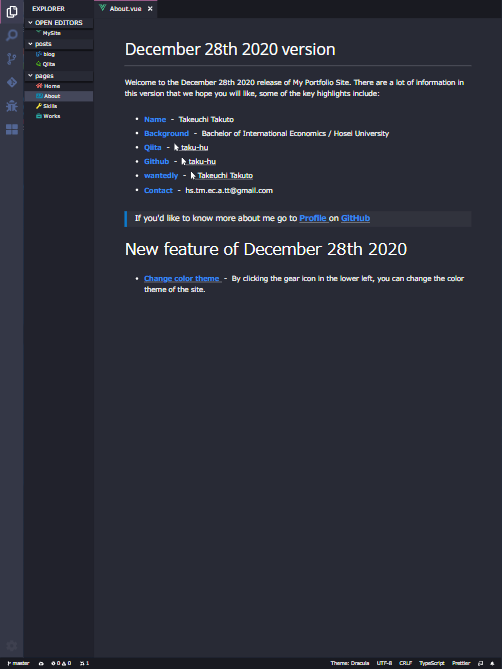 EXPLORER
OPEN EDITORS
MySite
posts
blog
Qiita
pages
Home
About
Skills
Works
About.vue
December 28th 2020 version
Welcome to the December 28th 2020 release of My Portfolio Site. There are a lot of information in
this version that we hope you will like, some of the key highlights include:
• Name - Takeuchi Takuto
• Background - Bachelor of International Economics / Hosei University
• Qiita - taku-hu
• Github - taku-hu
• wantedly - Takeuchi Takuto
• Contact - hs.tm.ec.a.tt@gmail.com
If you'd like to know more about me go to Profile on GitHub
New feature of December 28th 2020
• Change color theme - By clicking the gear icon in the lower left, you can change the color
theme of the site.
master 0 0 1 Theme: Dracula UTF-8 CRLF TypeScript Prettier